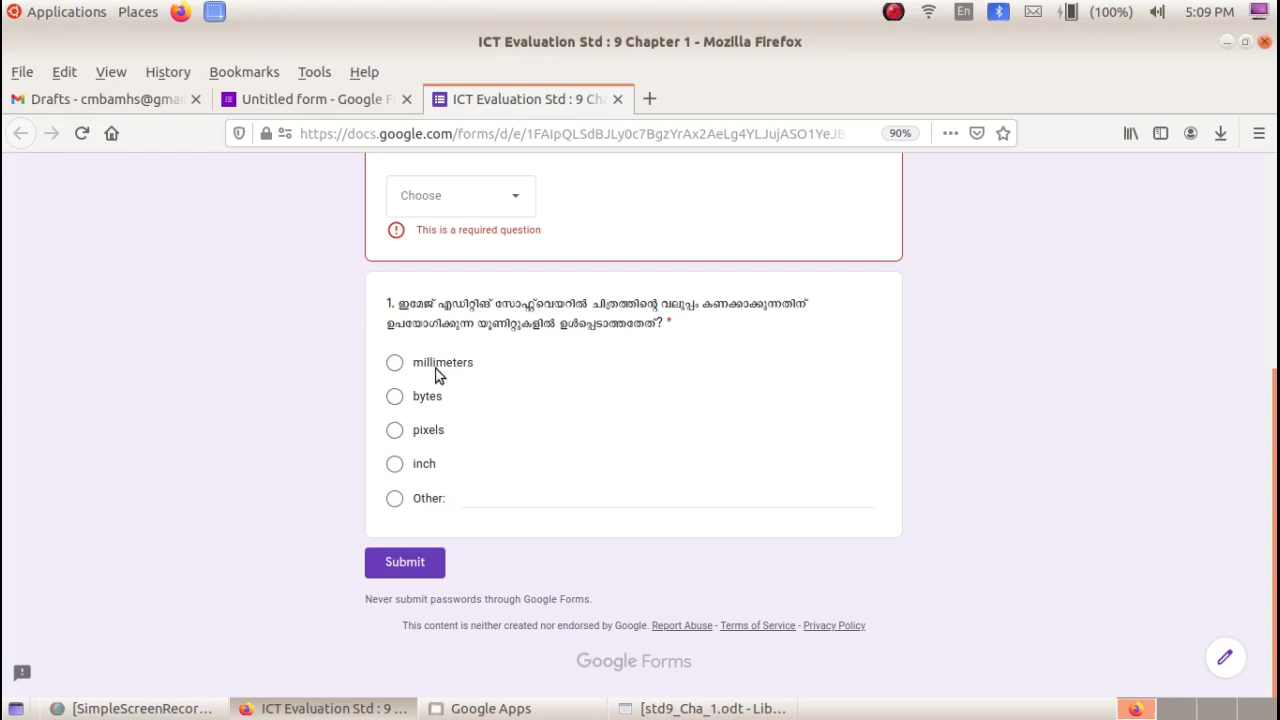 Applications Places En (100%) 5:09 PM
ICT Evaluation Std : 9 Chapter 1 - Mozilla Firefox
File Edit View History Bookmarks Tools Help
Drafts - cmbamhs@gmai Untitled form - Google F ICT Evaluation Std : 9 Cha
https://docs.google.com/forms/d/e/1FAIpQLSdBJLy0c7BgzYrAx2AeLg4YLJujASO1YeJB 90%
Choose
This is a required question
1. ഇമേജ് എഡിറ്റിങ് സോഫ്റ്റ്‌വെയറിൽ ചിത്രത്തിന്റെ വലുപ്പം കണക്കാക്കുന്നതിന്
ഉപയോഗിക്കുന്ന യൂണിറ്റുകളിൽ ഉൾപ്പെടാത്തതേത്? *
millimeters
bytes
pixels
inch
Other:
Submit
Never submit passwords through Google Forms.
This content is neither created nor endorsed by Google. Report Abuse - Terms of Service - Privacy Policy
Google Forms
[SimpleScreenRecor... ICT Evaluation Std : 9 ... Google Apps [std9_Cha_1.odt - Lib...